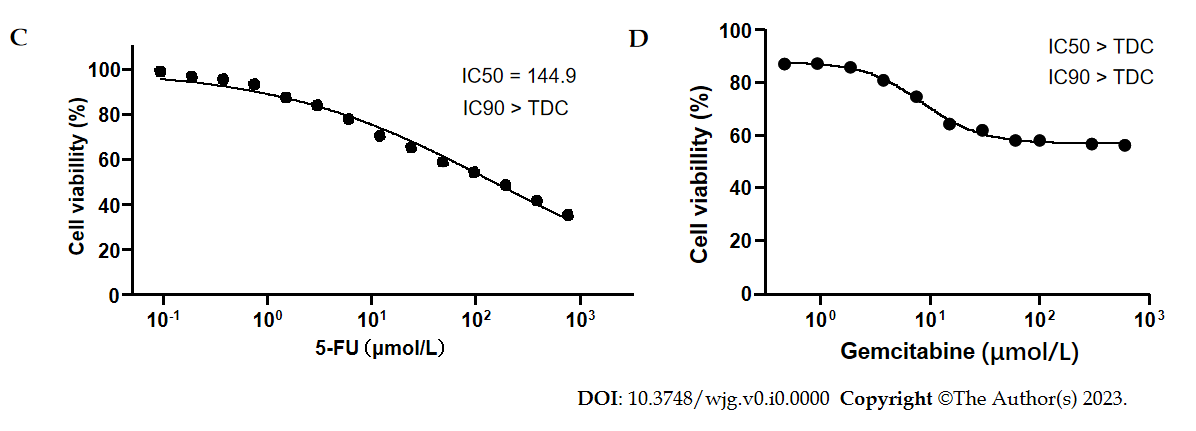 C
IC50 = 144.9
IC90 > TDC
Cell viabillity (%)
100
80
60
40
20
0
10-1
100
101
102
103
5-FU（μmol/L）
D
IC50 > TDC
IC90 > TDC
Cell viabillity (%)
100
80
60
40
20
0
10⁰
10¹
10²
10³
Gemcitabine (μmol/L)
DOI: 10.3748/wjg.v0.i0.0000 Copyright ©The Author(s) 2023.